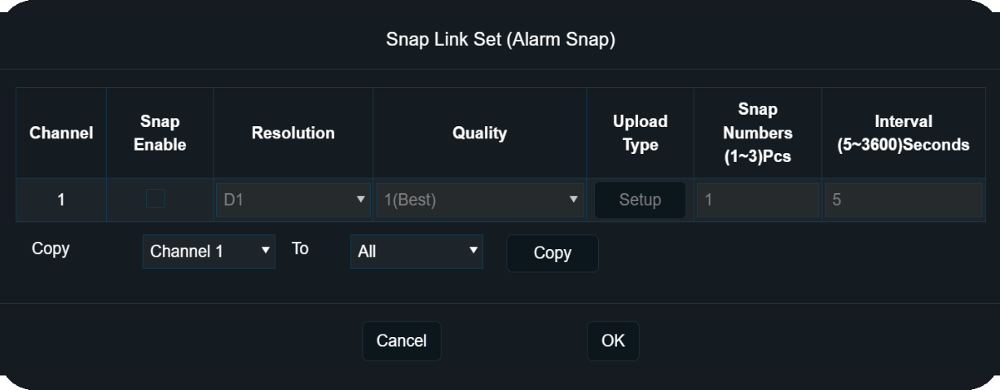 Snap Link Set (Alarm Snap)
Channel
Snap
Enable
Resolution
Quality
Upload
Type
Snap
Numbers
(1~3)Pcs
Interval
(5~3600)Seconds
1
D1
1(Best)
Setup
1
5
Copy
Channel 1
To
All
Copy
Cancel
OK